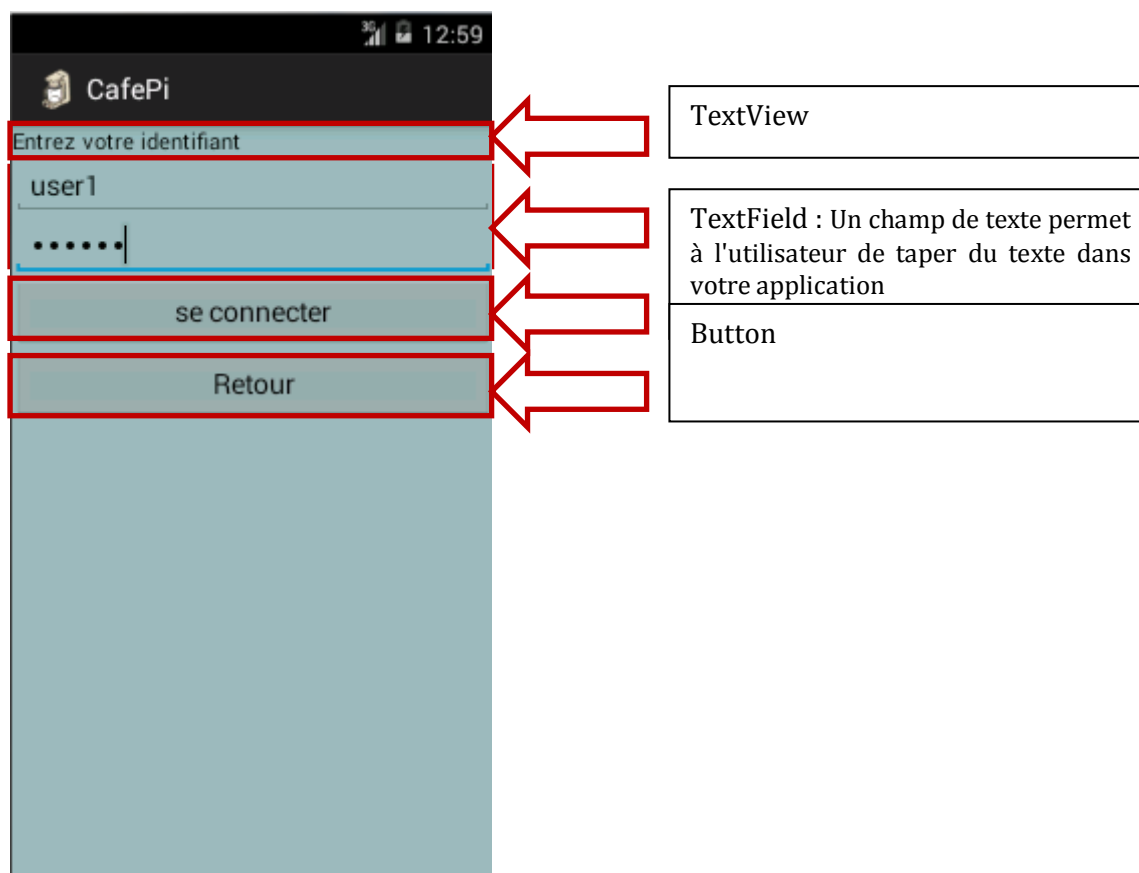 3G 12:59
CafePi
Entrez votre identifiant
user1
••••••
se connecter
Retour
TextView
TextField : Un champ de texte permet
à l'utilisateur de taper du texte dans
votre application
Button